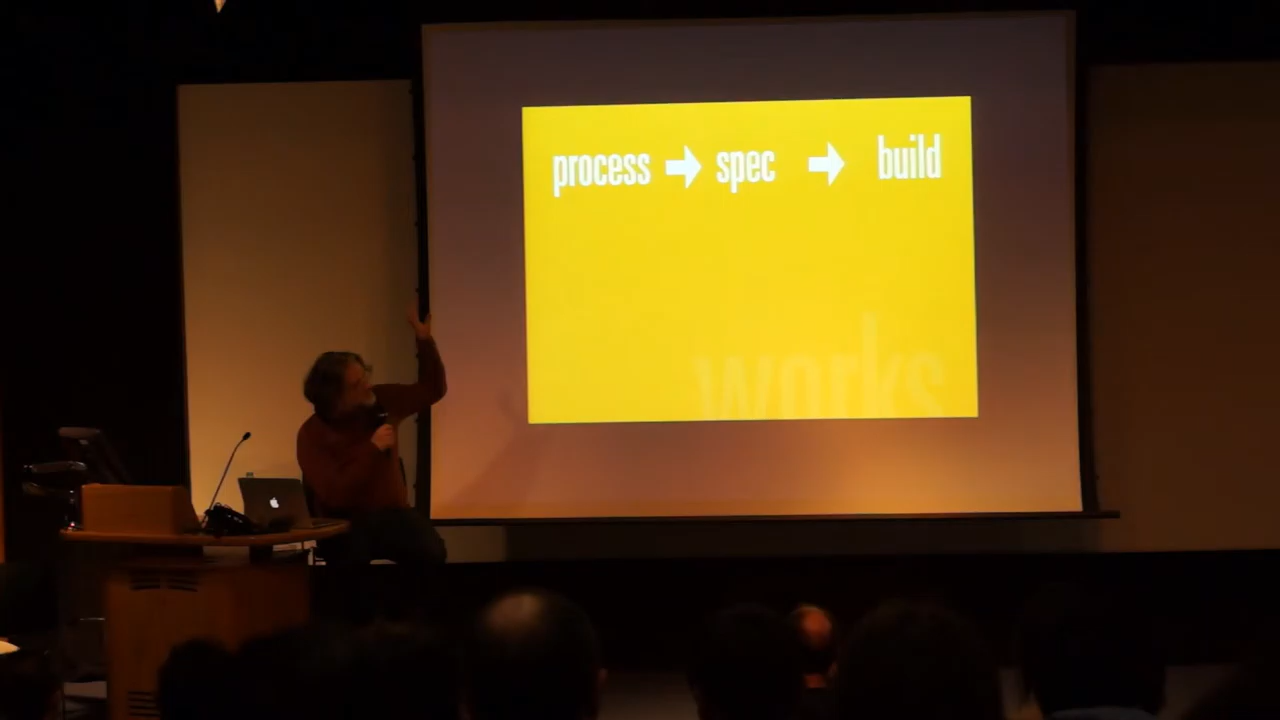 process → spec → build
works